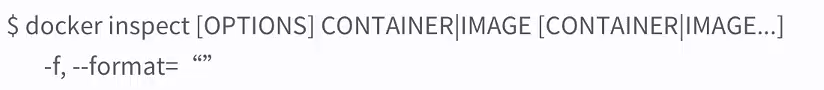 $ docker inspect [OPTIONS] CONTAINER|IMAGE [CONTAINER|IMAGE...]
-f, --format= “”